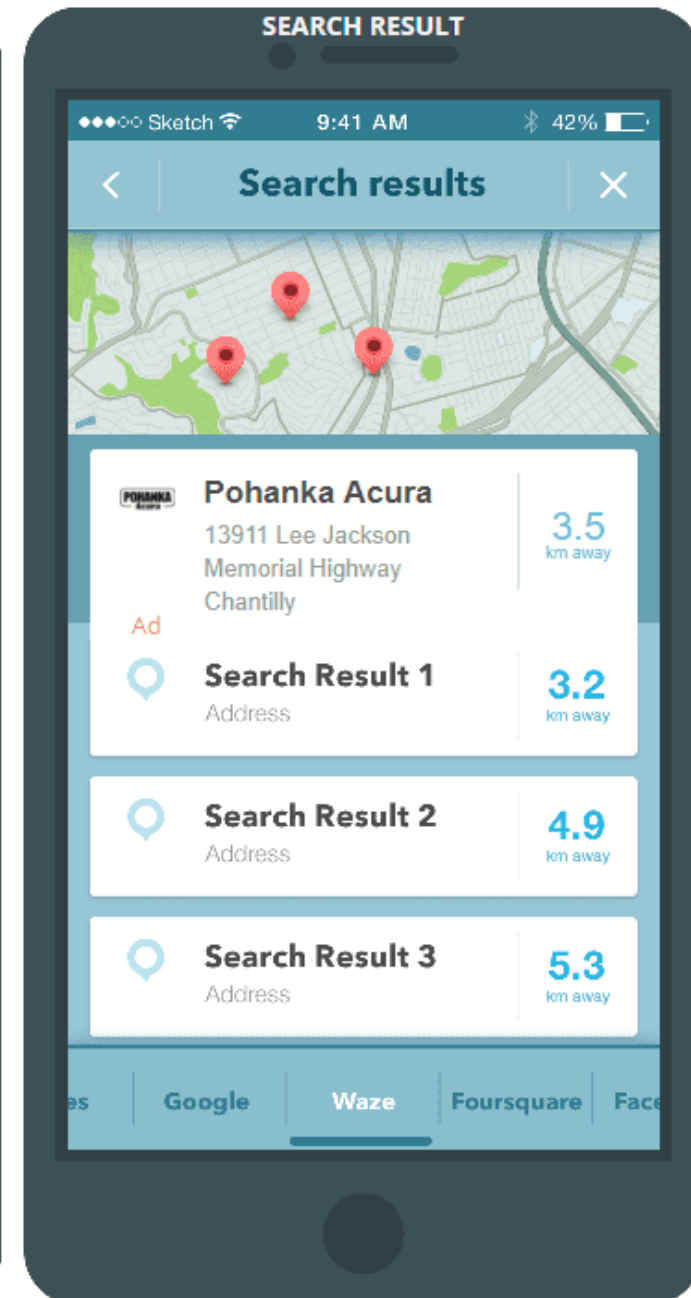 SEARCH RESULT
Sketch 9:41 AM 42%
Search results
POHANKA
Acura
Pohanka Acura
13911 Lee Jackson
Memorial Highway
Chantilly
3.5
km away
Ad
Search Result 1
Address
3.2
km away
Search Result 2
Address
4.9
km away
Search Result 3
Address
5.3
km away
es Google Waze Foursquare Face